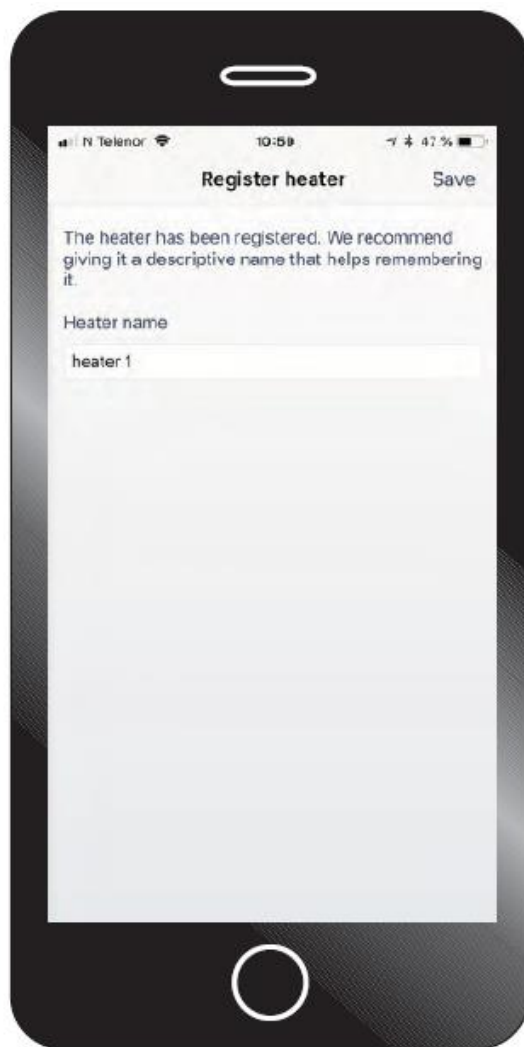 N Telenor 10:59 47 %
Register heater Save
The heater has been registered. We recommend
giving it a descriptive name that helps remembering
it.
Heater name
heater 1